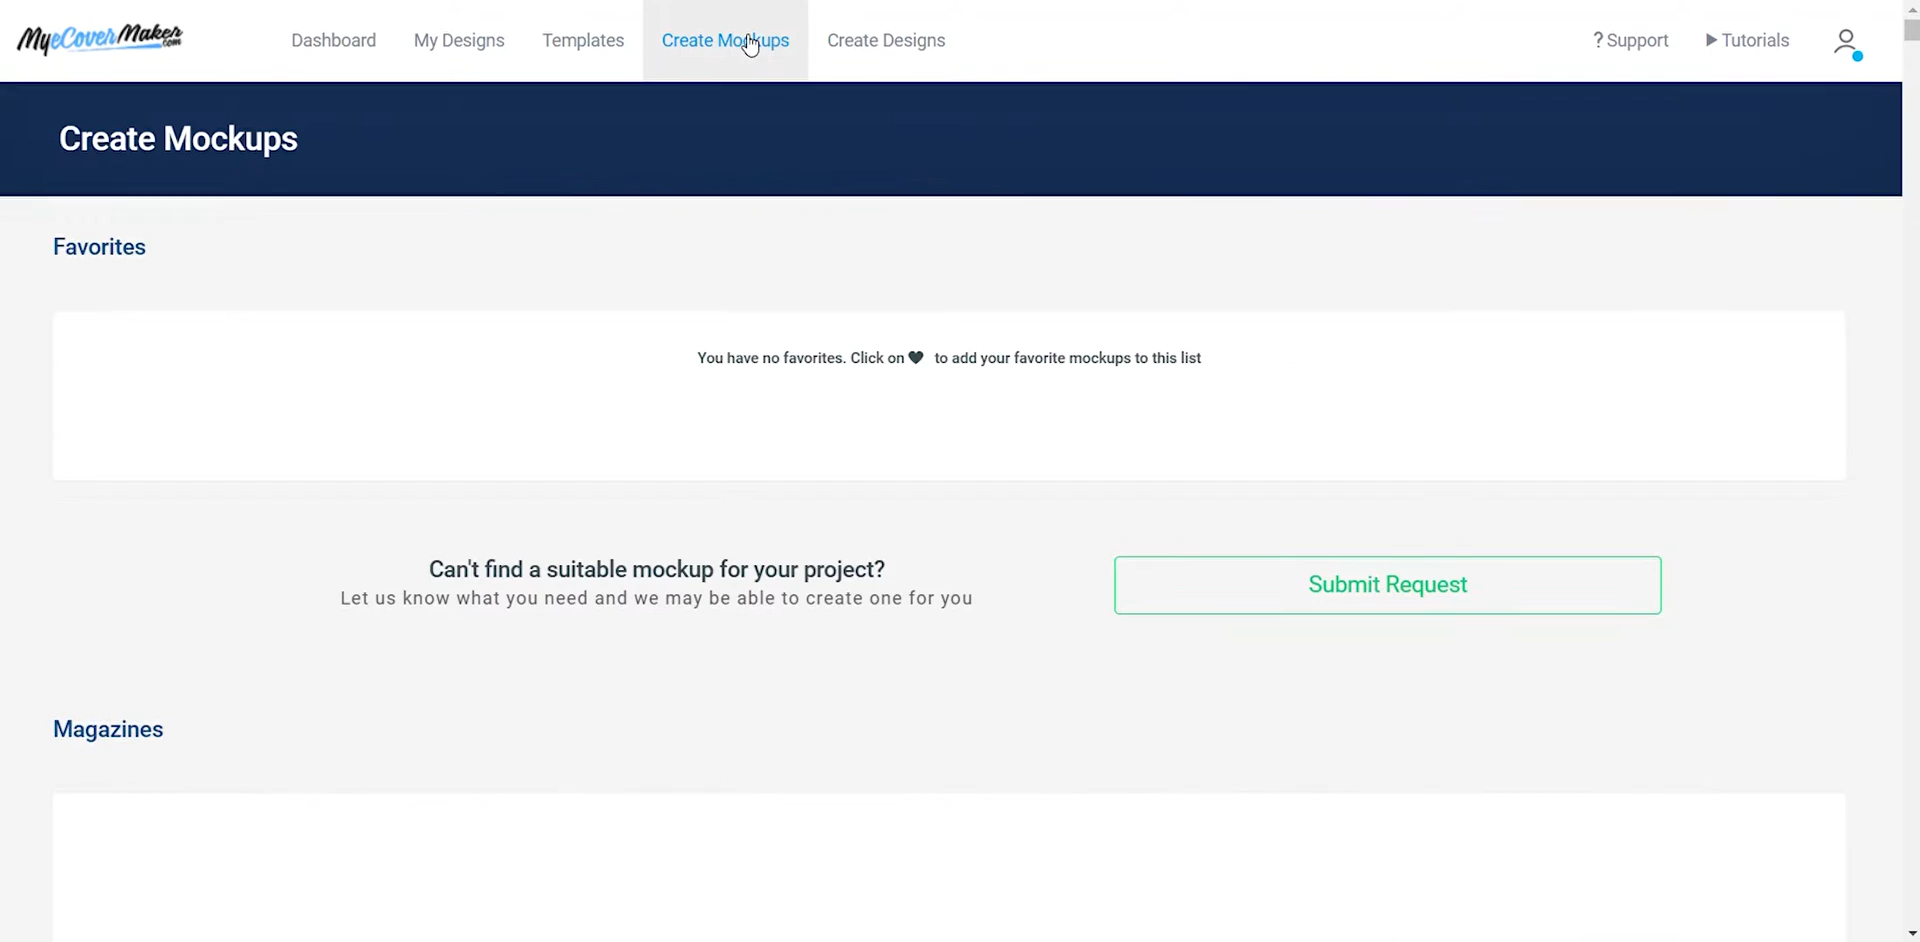 MyeCoverMaker.com
Dashboard
My Designs
Templates
Create Mockups
Create Designs
? Support
Tutorials
Create Mockups
Favorites
You have no favorites. Click on to add your favorite mockups to this list
Can't find a suitable mockup for your project?
Let us know what you need and we may be able to create one for you
Submit Request
Magazines